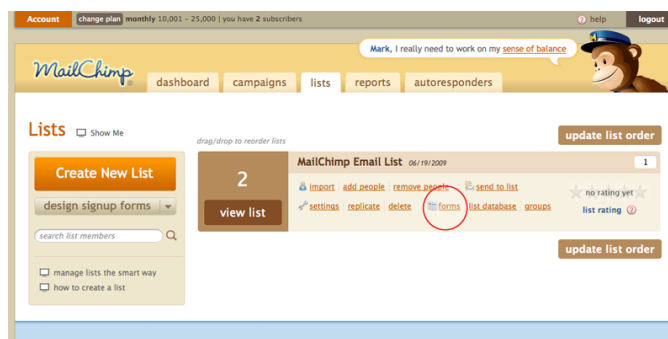 Account change plan monthly 10,001 – 25,000 | you have 2 subscribers ? help logout
Mark, I really need to work on my sense of balance
MailChimp
dashboard campaigns lists reports autoresponders
Lists Show Me
drag/drop to reorder lists
update list order
Create New List
design signup forms
search list members
manage lists the smart way
how to create a list
2
view list
MailChimp Email List 06/19/2009 1
import add people remove people send to list
settings replicate delete forms list database groups
no rating yet
list rating ?
update list order